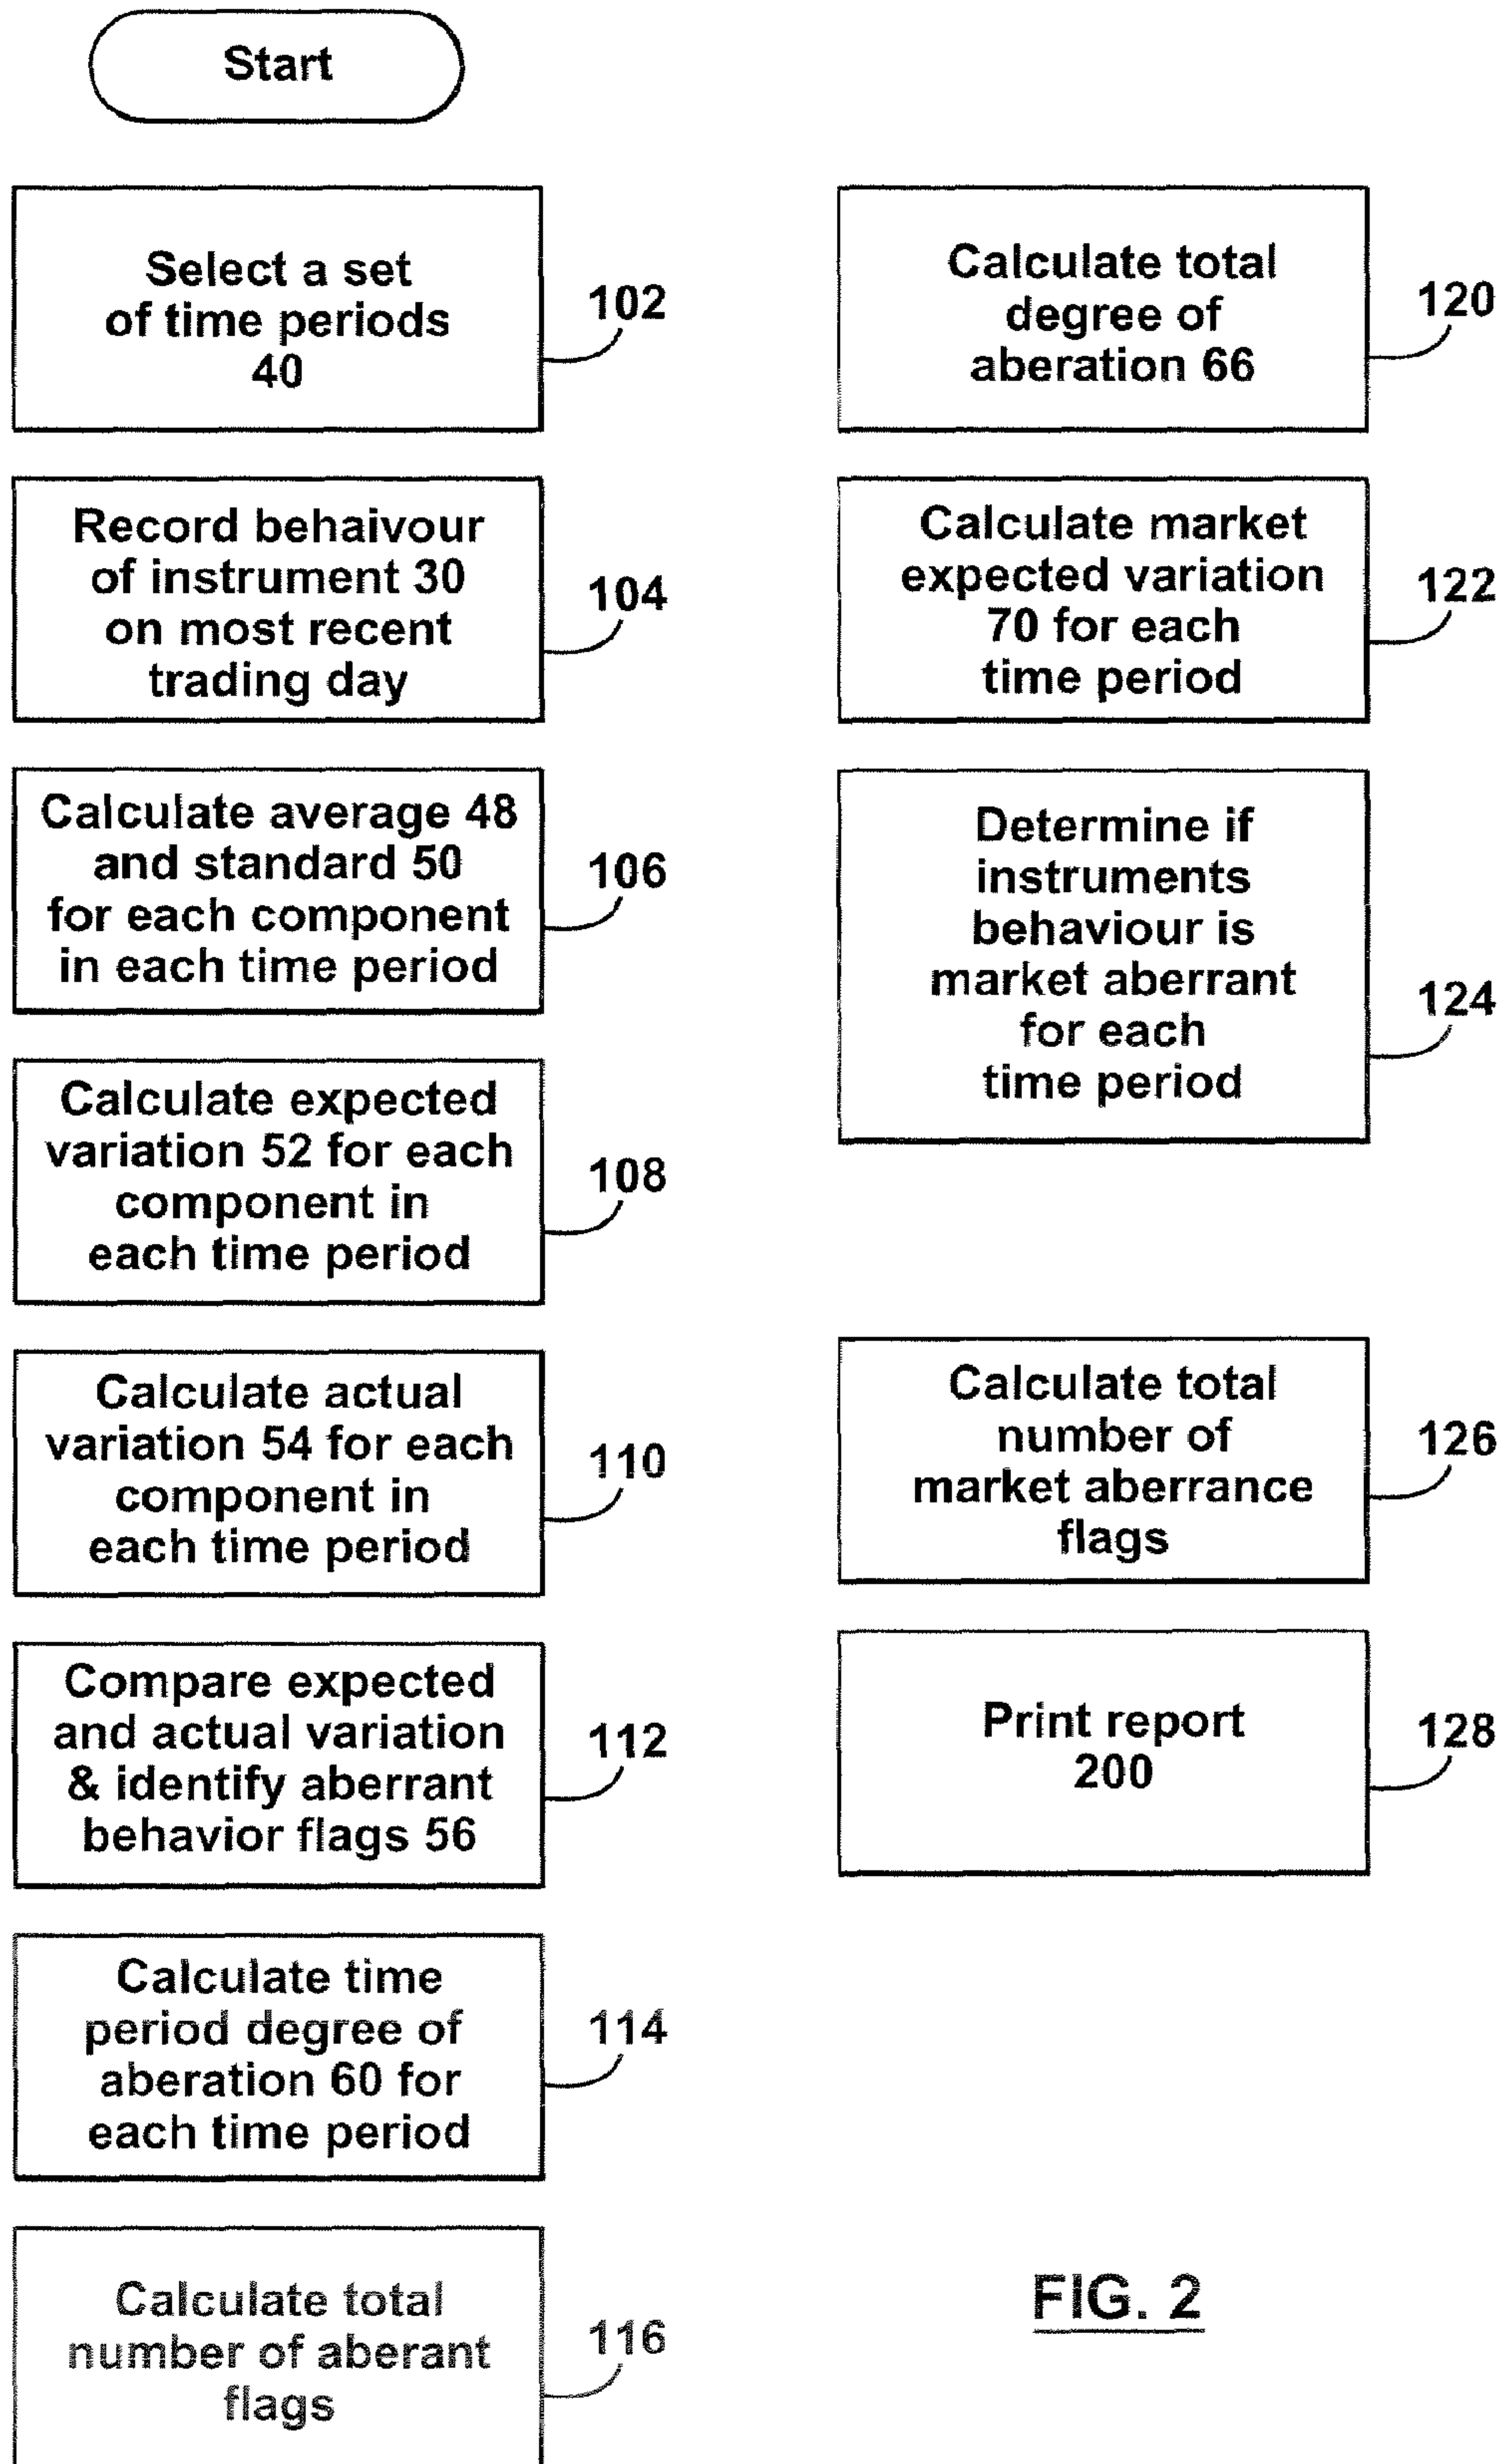 Start
Select a set
of time periods
40
102
Record behaivour
of instrument 30
on most recent
trading day
104
Calculate average 48
and standard 50
for each component
in each time period
106
Calculate expected
variation 52 for each
component in
each time period
108
Calculate actual
variation 54 for each
component in
each time period
110
Compare expected
and actual variation
& identify aberrant
behavior flags 56
112
Calculate time
period degree of
aberation 60 for
each time period
114
Calculate total
number of aberant
flags
116
Calculate total
degree of
aberation 66
120
Calculate market
expected variation
70 for each
time period
122
Determine if
instruments
behaviour is
market aberrant
for each
time period
124
Calculate total
number of
market aberrance
flags
126
Print report
200
128
FIG. 2